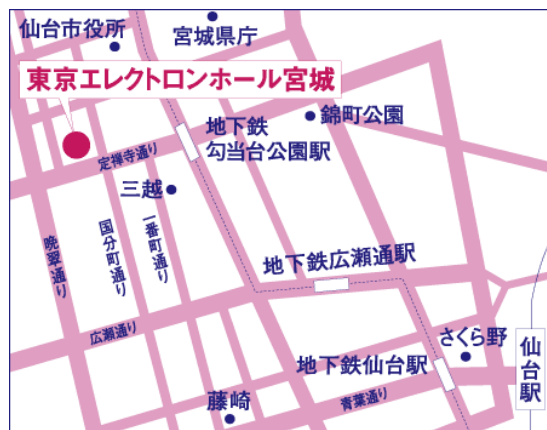 仙台市役所
宮城県庁
東京エレクトロンホール宮城
錦町公園
地下鉄
勾当台公園駅
定禅寺通り
三越
晩翠通り
国分町通り
一番町通り
地下鉄広瀬通駅
広瀬通り
さくら野
仙台駅
地下鉄仙台駅
藤崎
青葉通り